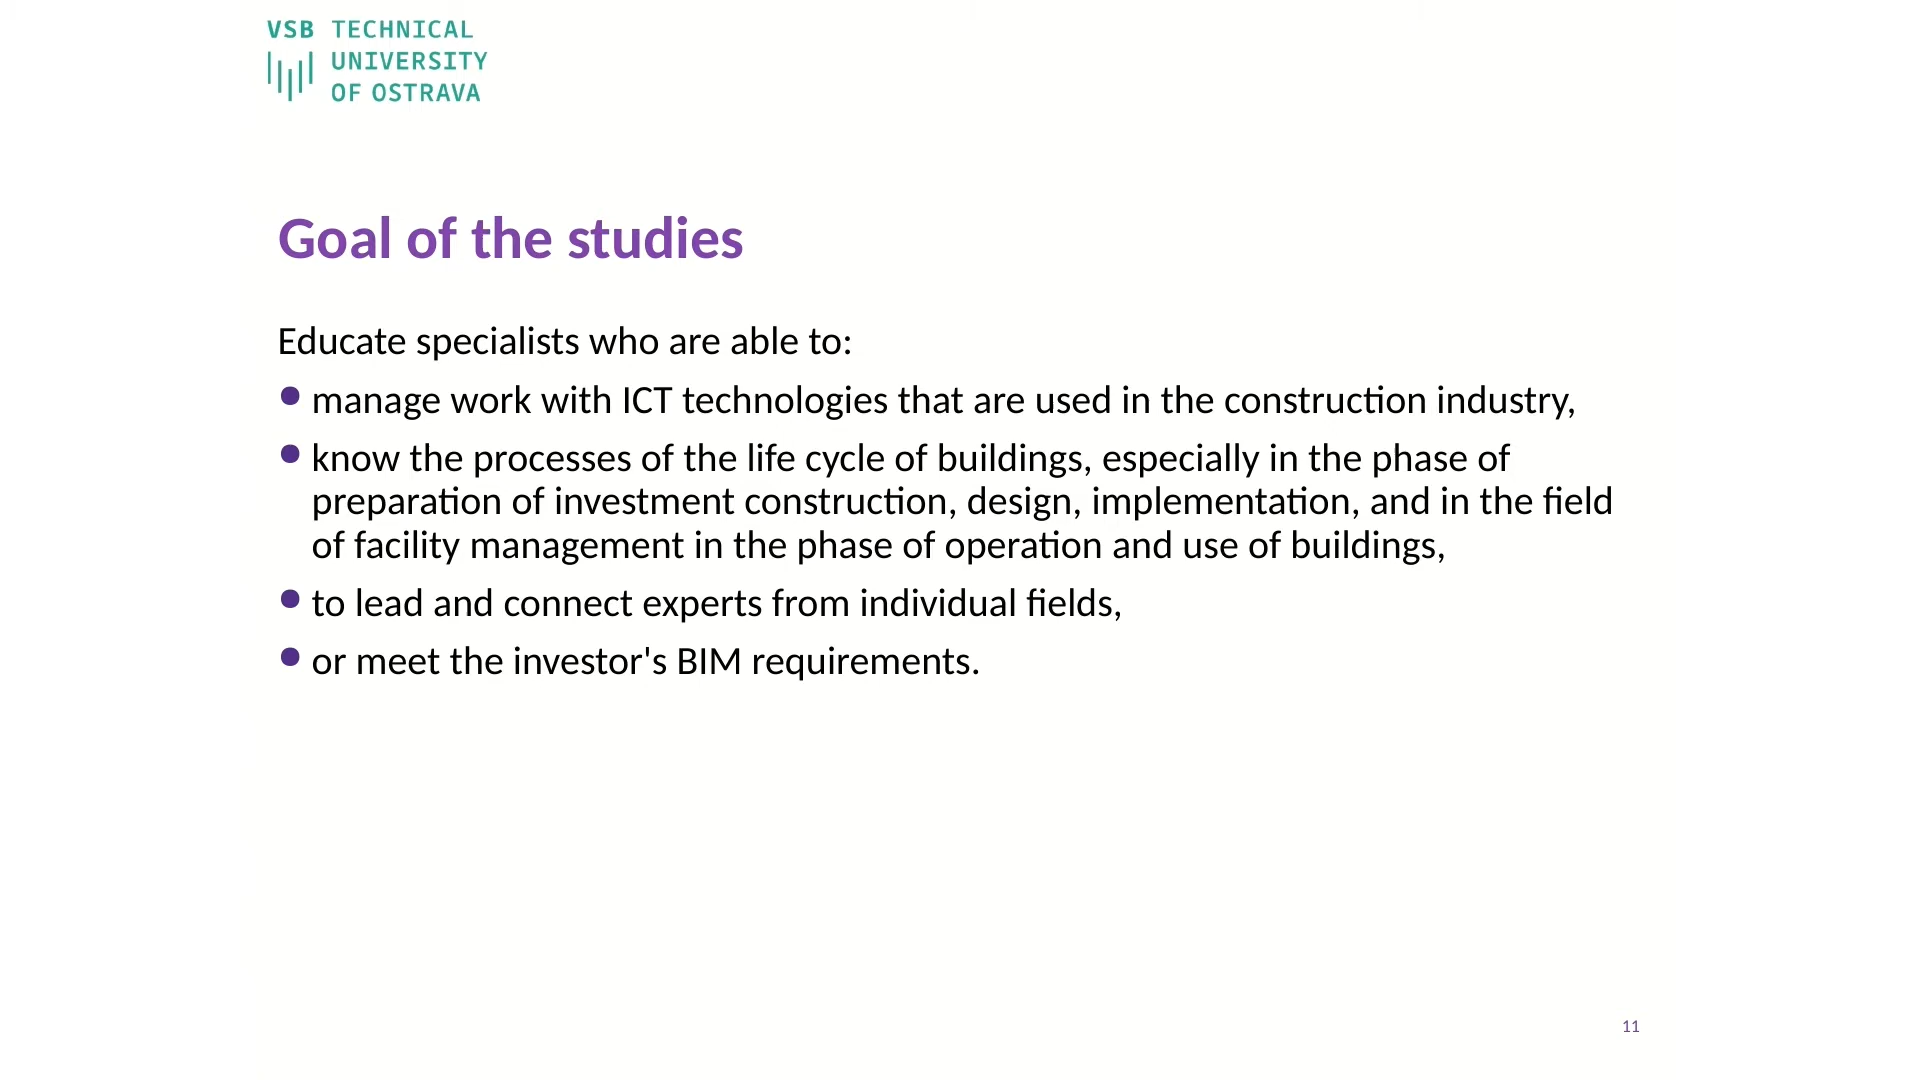 VSB TECHNICAL
UNIVERSITY
OF OSTRAVA
Goal of the studies
Educate specialists who are able to:
● manage work with ICT technologies that are used in the construction industry,
● know the processes of the life cycle of buildings, especially in the phase of
preparation of investment construction, design, implementation, and in the field
of facility management in the phase of operation and use of buildings,
● to lead and connect experts from individual fields,
● or meet the investor's BIM requirements.
11